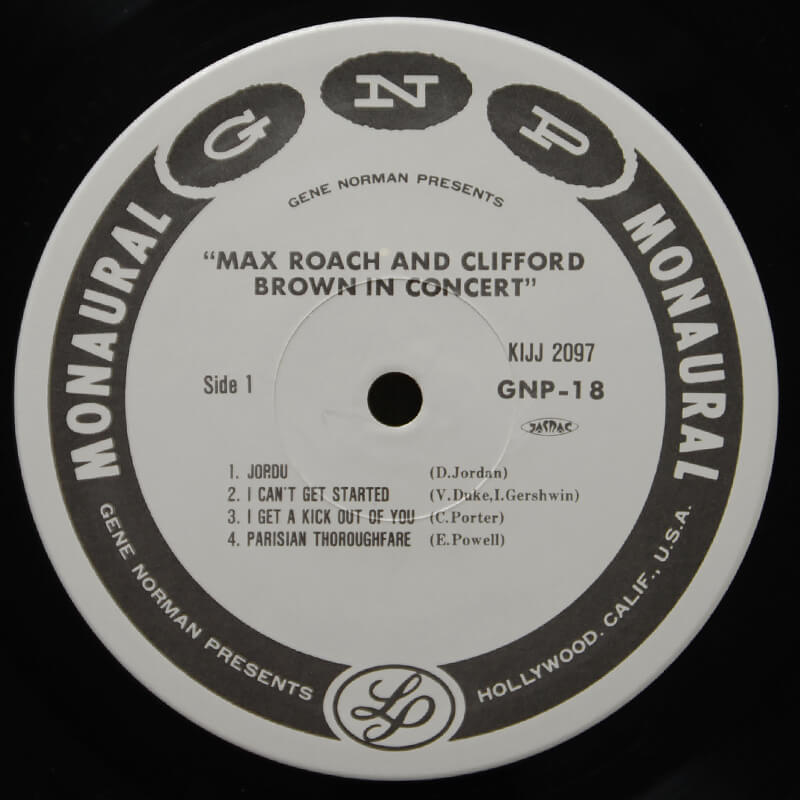 G N P
GENE NORMAN PRESENTS
"MAX ROACH AND CLIFFORD
BROWN IN CONCERT"
MONAURAL
MONAURAL
KIJJ 2097
Side 1
GNP-18
JASRAC
1. JORDU (D.Jordan)
2. I CAN'T GET STARTED (V.Duke,I.Gershwin)
3. I GET A KICK OUT OF YOU (C.Porter)
4. PARISIAN THOROUGHFARE (E.Powell)
GENE NORMAN PRESENTS
HOLLYWOOD. CALIF., U.S.A.
LP